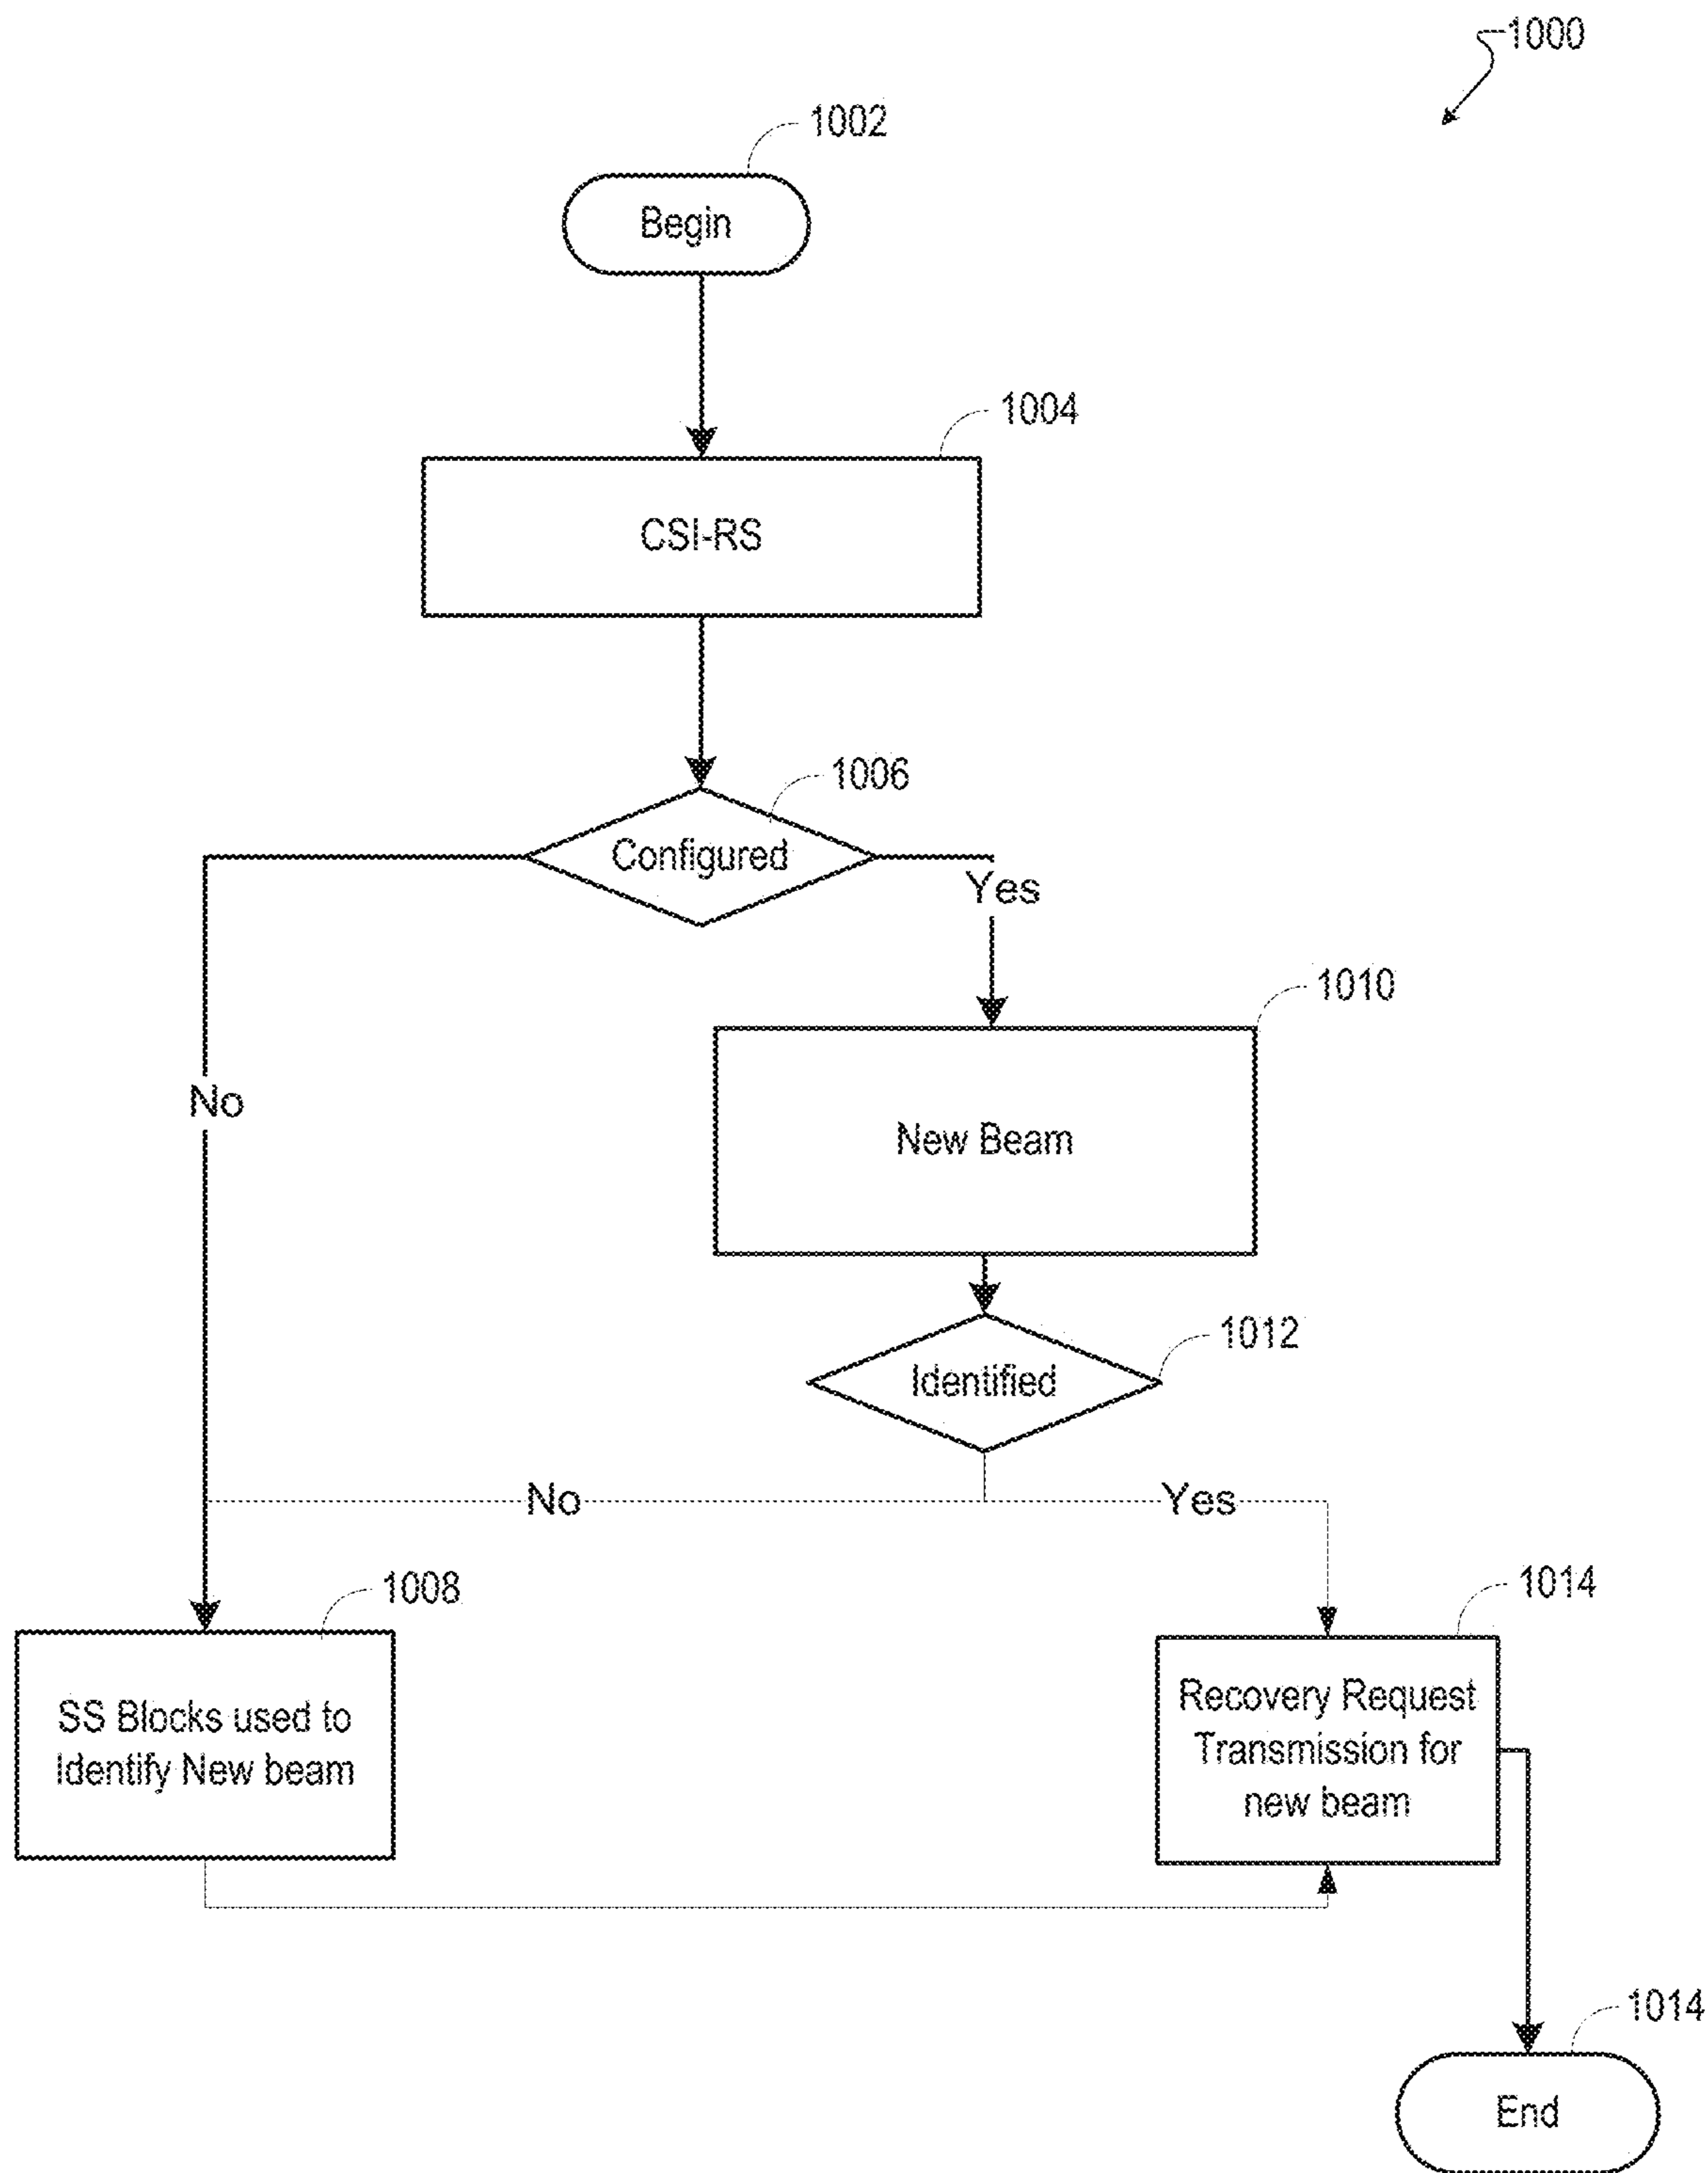 1000
1002
Begin
1004
CSI-RS
1006
Configured
Yes
1010
No
New Beam
1012
Identified
No
Yes
1008
1014
SS Blocks used to
Identify New beam
Recovery Request
Transmission for
new beam
1014
End